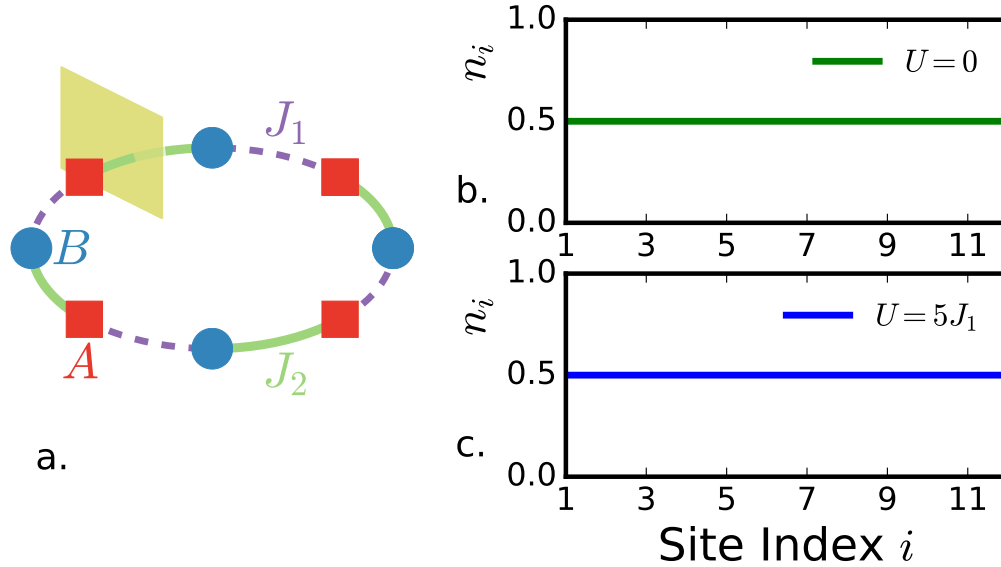 J₁
B
A
J₂
a.
1.0
nᵢ
U = 0
0.5
b.
0.0
1 3 5 7 9 11
1.0
nᵢ
U = 5J₁
0.5
c.
0.0
1 3 5 7 9 11
Site Index i